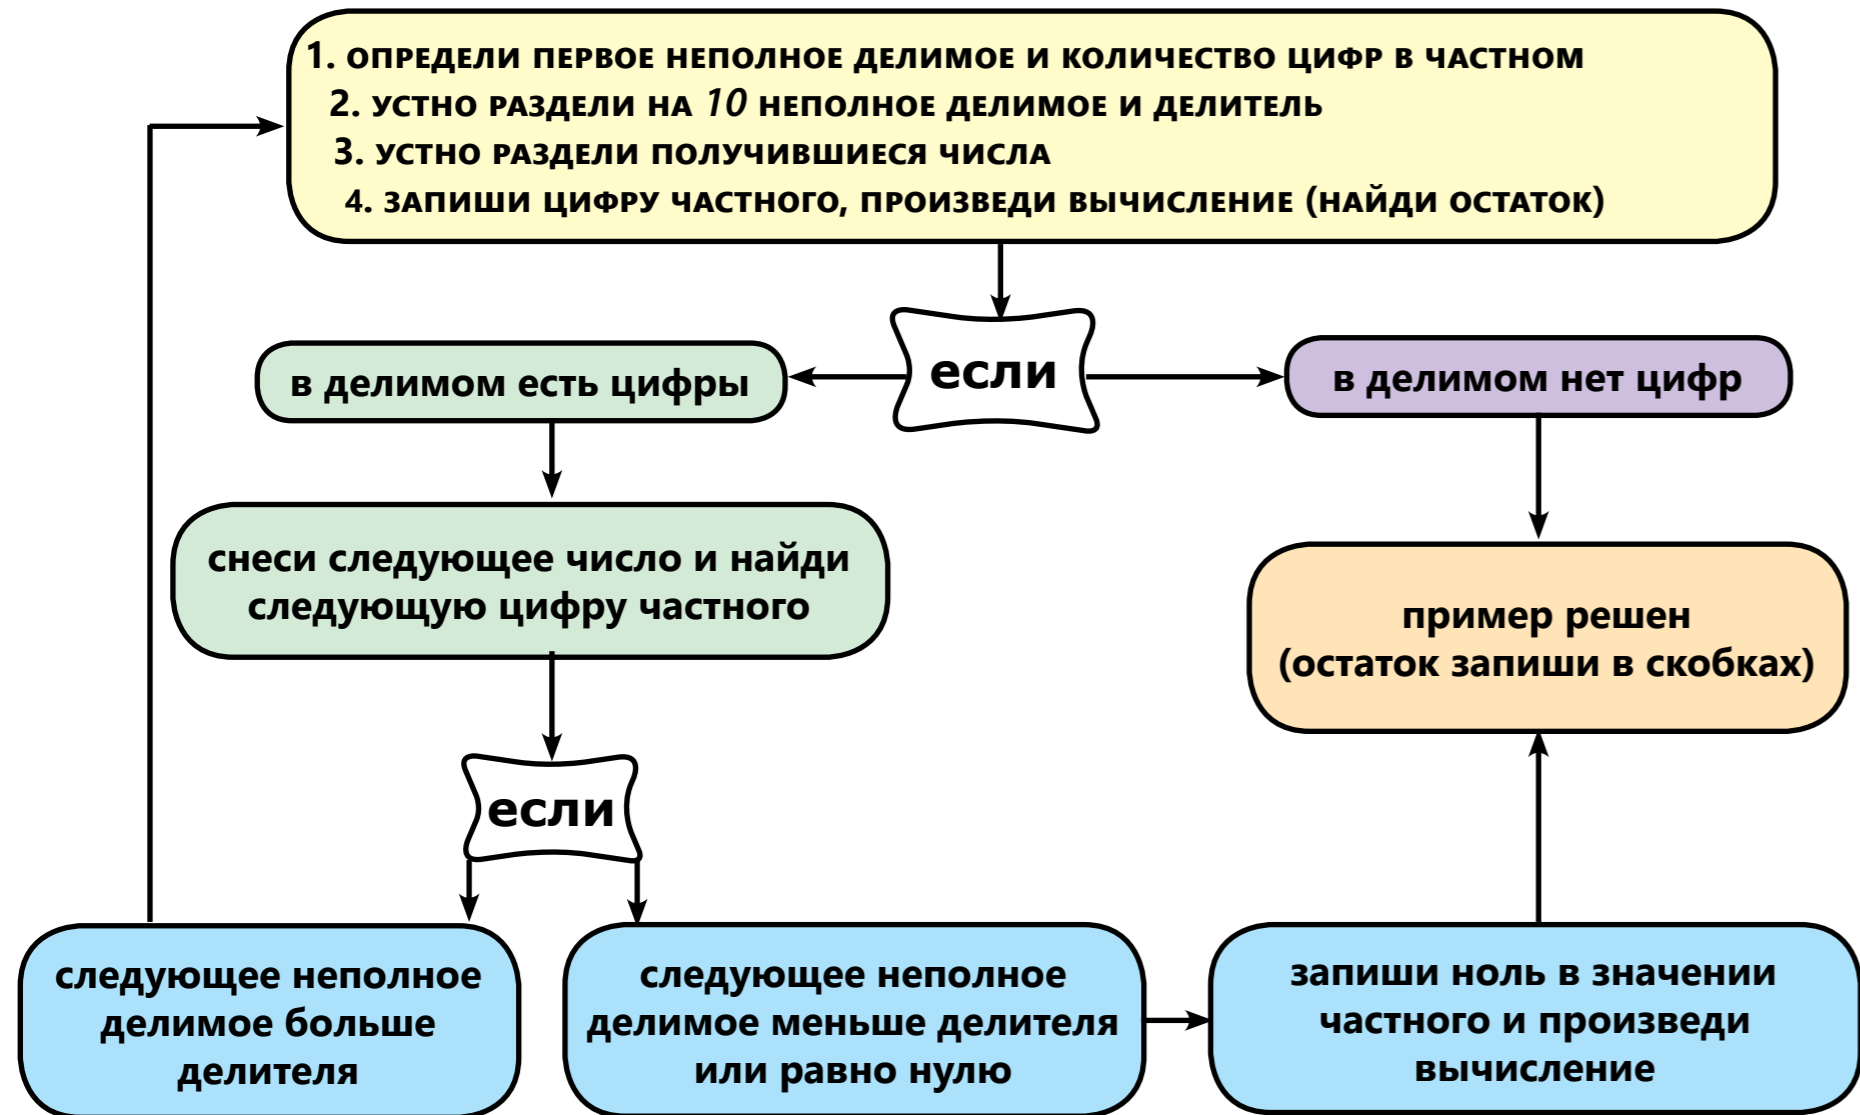 1. ОПРЕДЕЛИ ПЕРВОЕ НЕПОЛНОЕ ДЕЛИМОЕ И КОЛИЧЕСТВО ЦИФР В ЧАСТНОМ
2. УСТНО РАЗДЕЛИ НА 10 НЕПОЛНОЕ ДЕЛИМОЕ И ДЕЛИТЕЛЬ
3. УСТНО РАЗДЕЛИ ПОЛУЧИВШИЕСЯ ЧИСЛА
4. ЗАПИШИ ЦИФРУ ЧАСТНОГО, ПРОИЗВЕДИ ВЫЧИСЛЕНИЕ (НАЙДИ ОСТАТОК)
если
в делимом есть цифры
в делимом нет цифр
снеси следующее число и найди
следующую цифру частного
пример решен
(остаток запиши в скобках)
если
следующее неполное
делимое больше
делителя
следующее неполное
делимое меньше делителя
или равно нулю
запиши ноль в значении
частного и произведи
вычисление